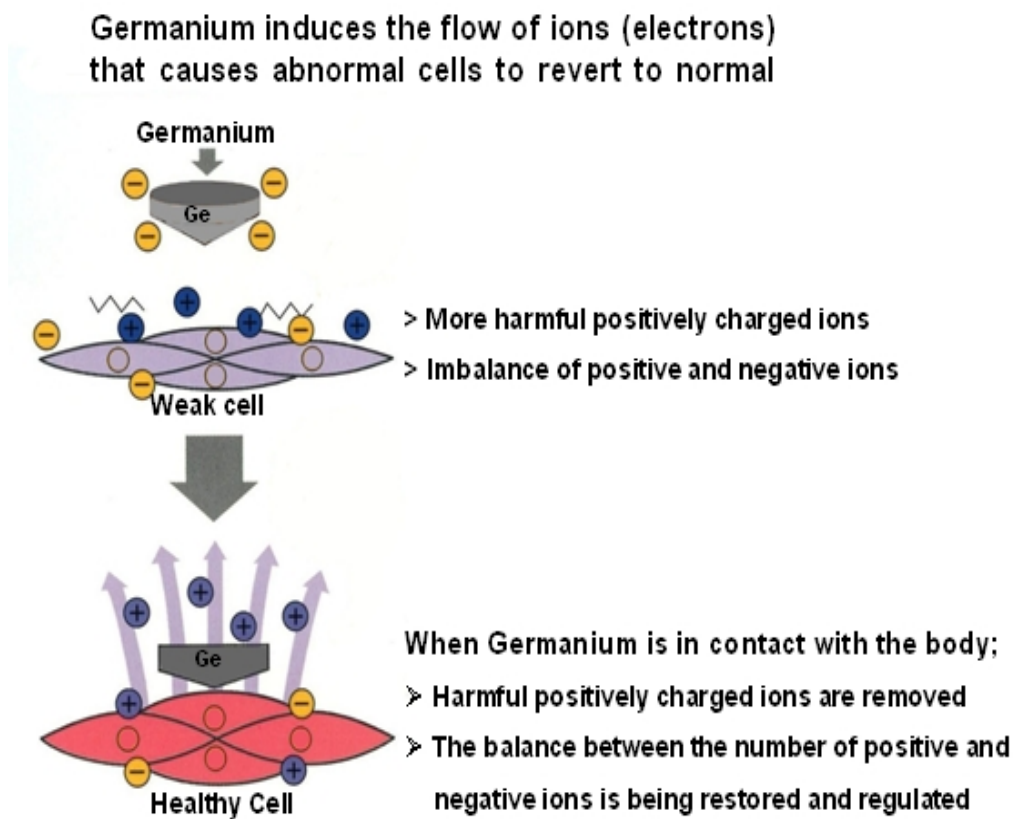 Germanium induces the flow of ions (electrons)
that causes abnormal cells to revert to normal
Germanium
Ge
> More harmful positively charged ions
> Imbalance of positive and negative ions
Weak cell
Ge
When Germanium is in contact with the body;
➢ Harmful positively charged ions are removed
➢ The balance between the number of positive and
negative ions is being restored and regulated
Healthy Cell